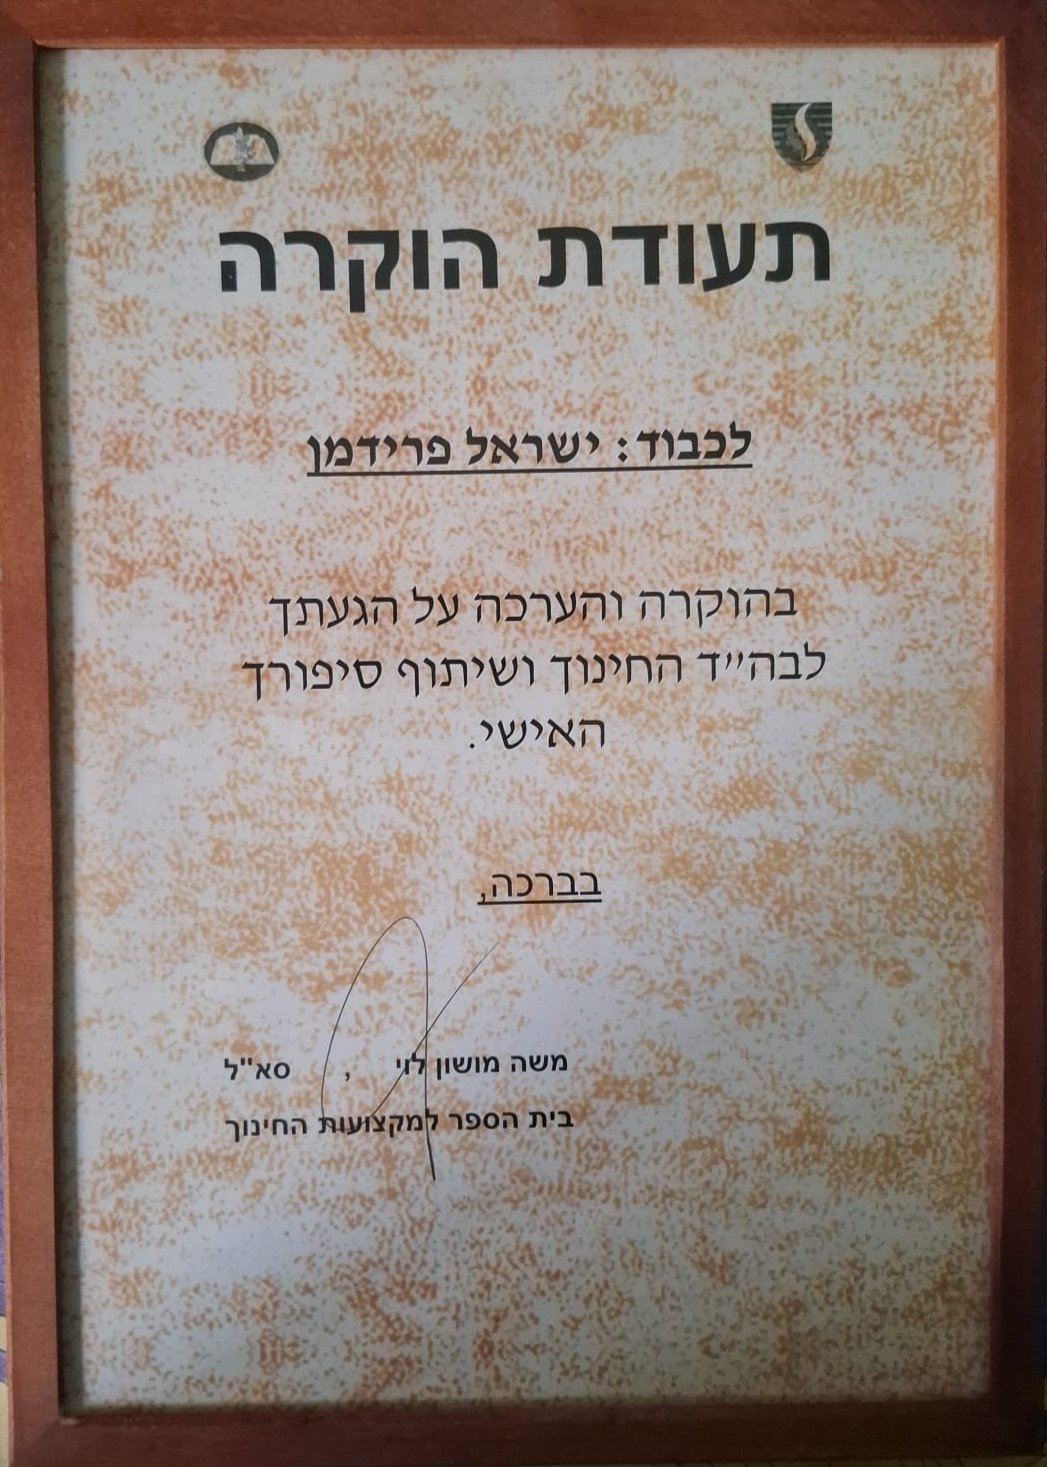 תעודת הוקרה
לכבוד: ישראל פרידמן
בהוקרה והערכה על הגעתך
לבה״ד החינוך ושיתוף סיפורך
האישי.
בברכה,
משה מושון לוי , סא"ל
בית הספר למקצועות החינוך